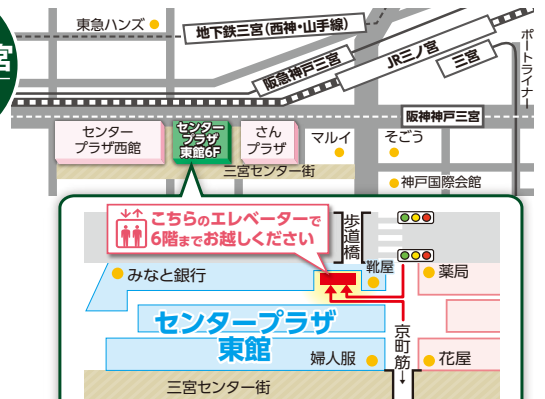 宮
東急ハンズ
地下鉄三宮（西神・山手線）
阪急神戸三宮
JR三ノ宮
三宮
ポートライナー
阪神神戸三宮
センター
プラザ西館
センター
プラザ
東館6F
さん
プラザ
マルイ
そごう
三宮センター街
神戸国際会館
こちらのエレベーターで
6階までお越しください
歩道橋
みなと銀行
靴屋
薬局
センタープラザ
東館
京町筋→
婦人服
花屋
三宮センター街